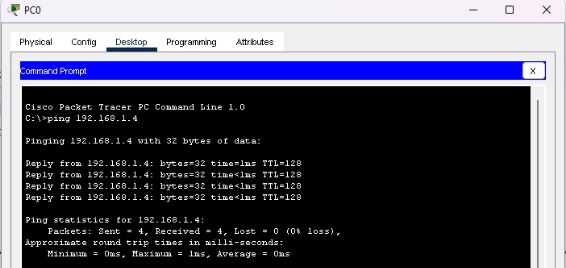 PC0
Physical Config Desktop Programming Attributes
Command Prompt
X
Cisco Packet Tracer PC Command Line 1.0
C:\>ping 192.168.1.4
Pinging 192.168.1.4 with 32 bytes of data:
Reply from 192.168.1.4: bytes=32 time=1ms TTL=128
Reply from 192.168.1.4: bytes=32 time<1ms TTL=128
Reply from 192.168.1.4: bytes=32 time<1ms TTL=128
Reply from 192.168.1.4: bytes=32 time<1ms TTL=128
Ping statistics for 192.168.1.4:
Packets: Sent = 4, Received = 4, Lost = 0 (0% loss),
Approximate round trip times in milli-seconds:
Minimum = 0ms, Maximum = 1ms, Average = 0ms